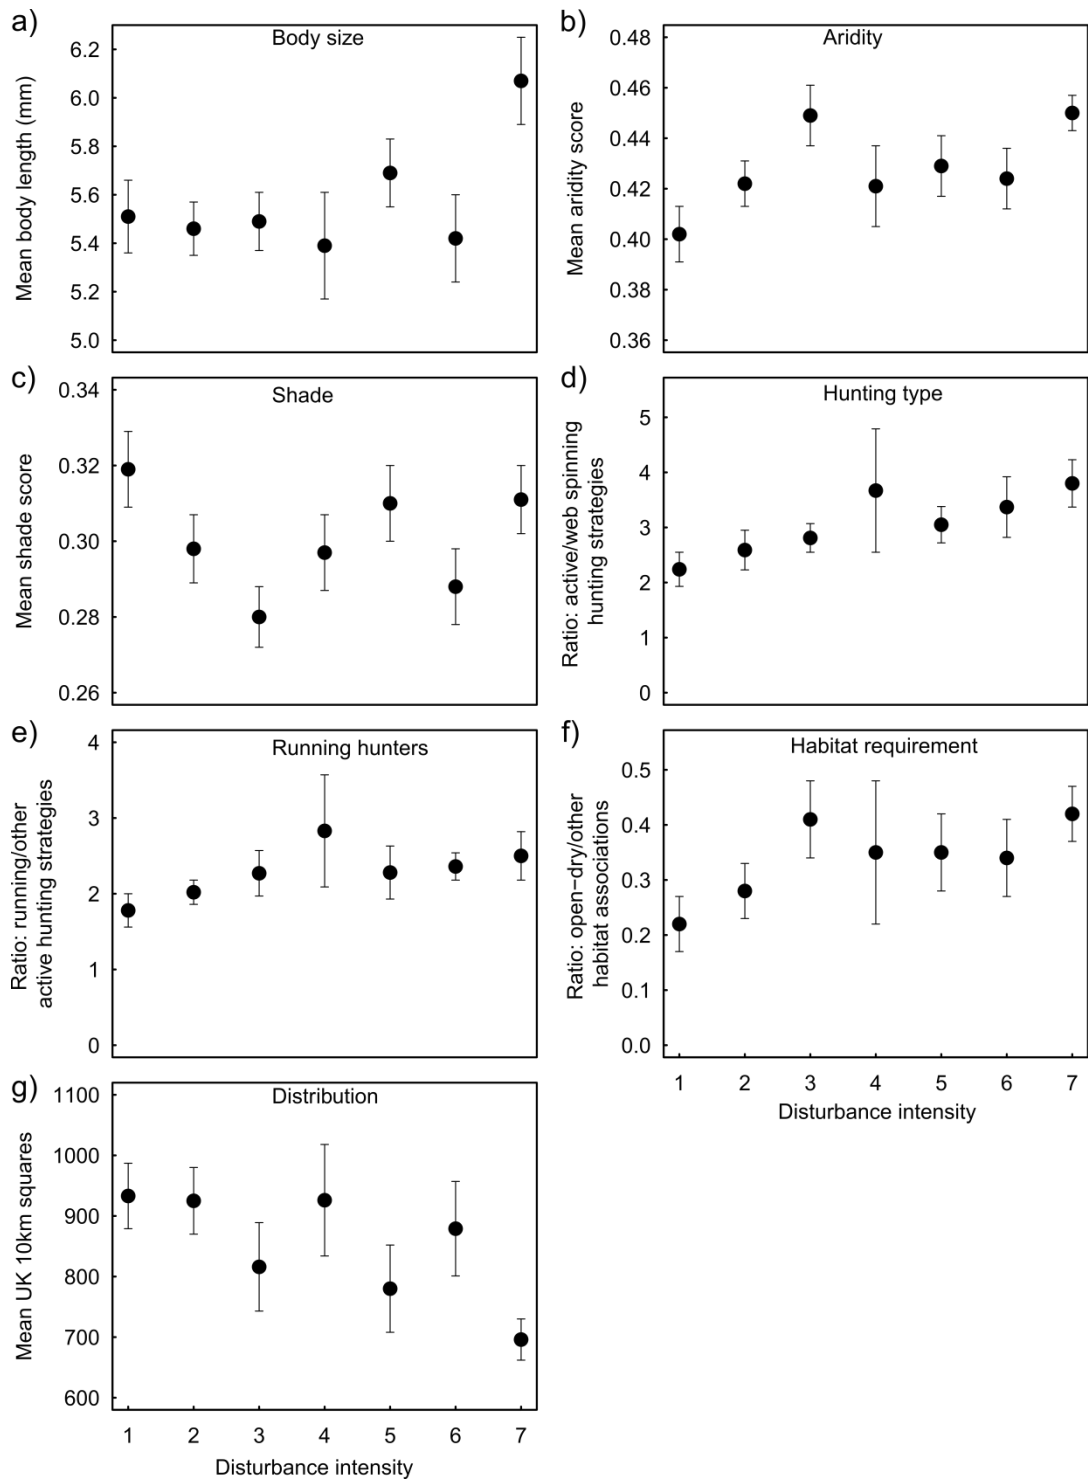 a)
Body size
Mean body length (mm)
6.2
6.0
5.8
5.6
5.4
5.2
5.0
b)
Aridity
Mean aridity score
0.48
0.46
0.44
0.42
0.40
0.38
0.36
c)
Shade
Mean shade score
0.34
0.32
0.30
0.28
0.26
d)
Hunting type
Ratio: active/web spinning
hunting strategies
5
4
3
2
1
0
e)
Running hunters
Ratio: running/other
active hunting strategies
4
3
2
1
0
f)
Habitat requirement
Ratio: open−dry/other
habitat associations
0.5
0.4
0.3
0.2
0.1
0.0
1 2 3 4 5 6 7
Disturbance intensity
g)
Distribution
Mean UK 10km squares
1100
1000
900
800
700
600
1 2 3 4 5 6 7
Disturbance intensity